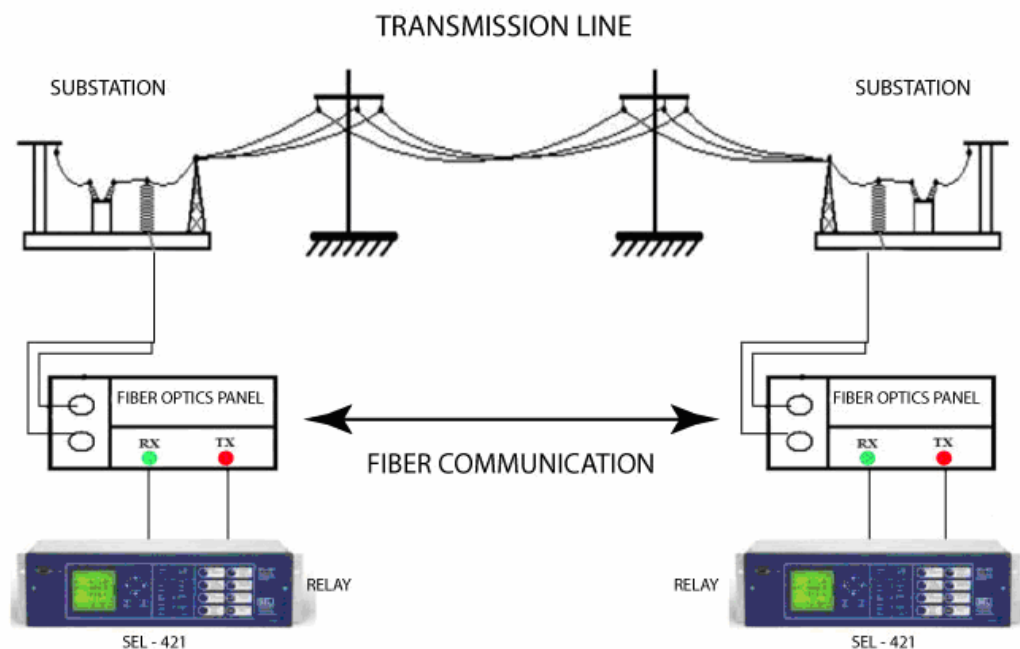 TRANSMISSION LINE
SUBSTATION
SUBSTATION
FIBER OPTICS PANEL
RX
TX
FIBER COMMUNICATION
FIBER OPTICS PANEL
RX
TX
RELAY
SEL - 421
RELAY
SEL - 421